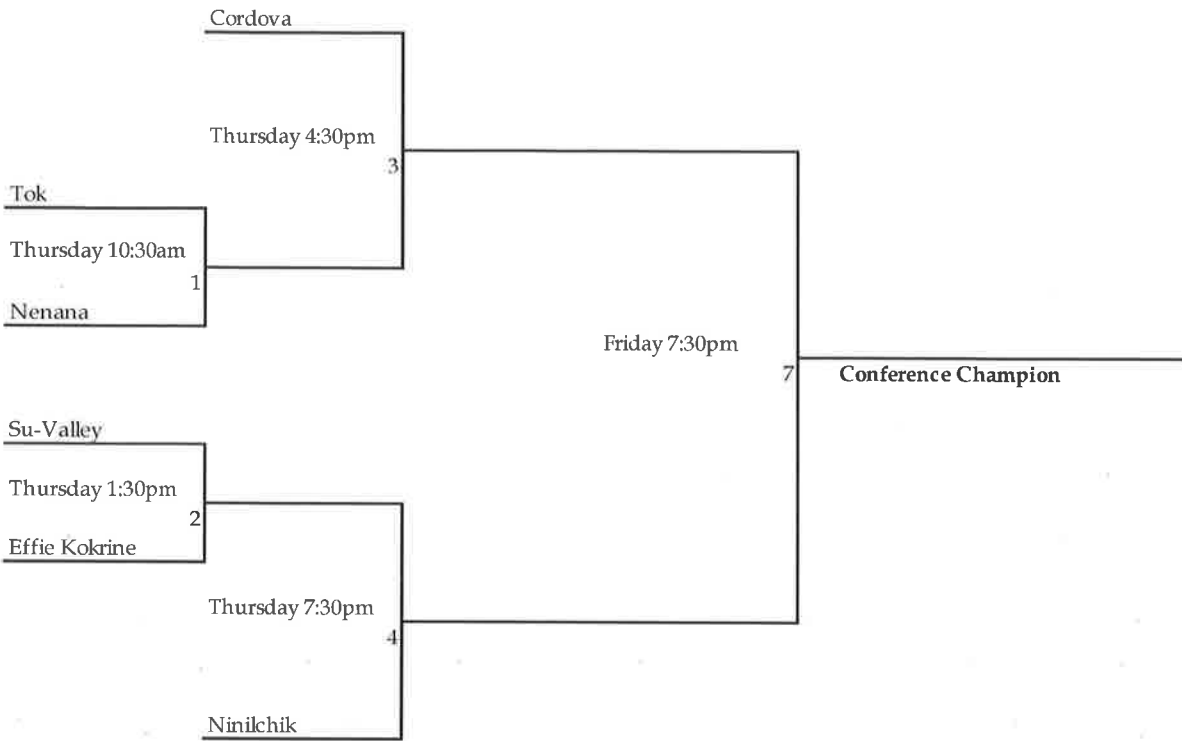 Cordova
Thursday 4:30pm
3
Tok
Thursday 10:30am
1
Nenana
Friday 7:30pm
7
Conference Champion
Su-Valley
Thursday 1:30pm
2
Effie Kokrine
Thursday 7:30pm
4
Ninilchik